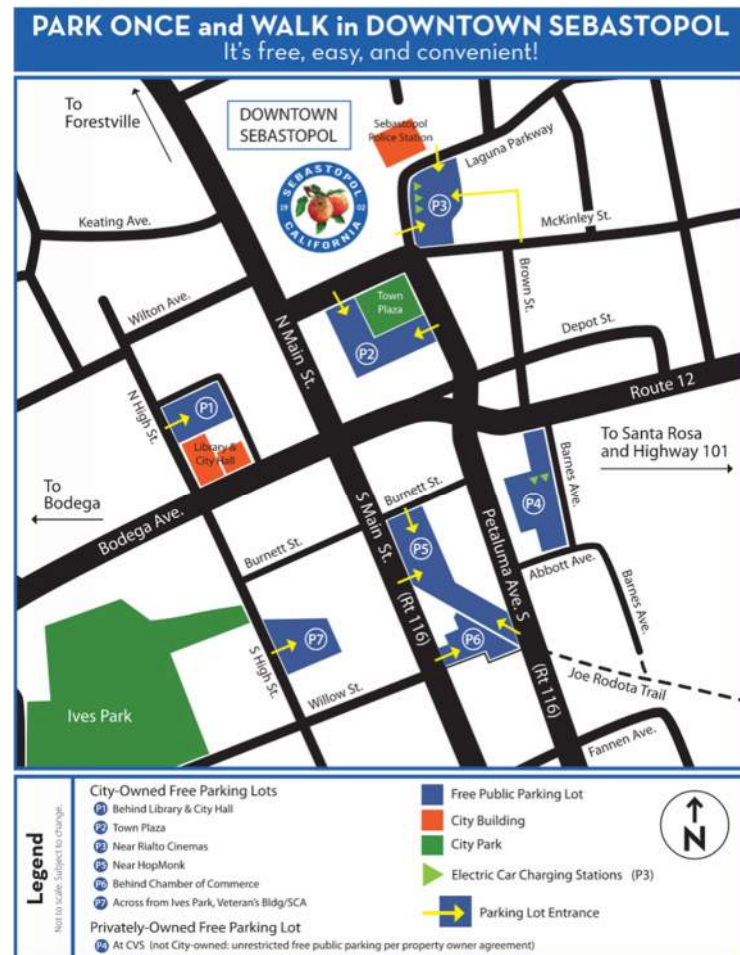 PARK ONCE and WALK in DOWNTOWN SEBASTOPOL
It's free, easy, and convenient!
To
Forestville
DOWNTOWN
SEBASTOPOL
Sebastopol
Police Station
Laguna Parkway
SEBASTOPOL
19 02
CALIFORNIA
P3
Keating Ave.
McKinley St.
Wilton Ave.
Town
Plaza
Brown St.
N Main St.
P2
Depot St.
N High St.
P1
Route 12
Library &
City Hall
To Santa Rosa
and Highway 101
To
Bodega
Bodega Ave.
Burnett St.
P4
Barnes Ave.
S Main St.
P5
Petaluma Ave. S
Burnett St.
Abbott Ave.
Barnes Ave.
(Rt 116)
P7
P6
S High St.
Willow St.
(Rt 116)
Joe Rodota Trail
Ives Park
Fannen Ave.
Legend
Not to scale. Subject to change.
City-Owned Free Parking Lots
P1 Behind Library & City Hall
P2 Town Plaza
P3 Near Rialto Cinemas
P5 Near HopMonk
P6 Behind Chamber of Commerce
P7 Across from Ives Park, Veteran's Bldg/SCA
Privately-Owned Free Parking Lot
P4 At CVS (not City-owned: unrestricted free public parking per property owner agreement)
Free Public Parking Lot
City Building
City Park
Electric Car Charging Stations (P3)
Parking Lot Entrance
N